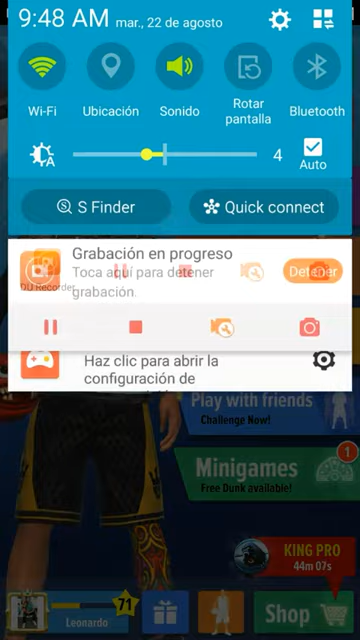 9:48 AM mar., 22 de agosto
Wi-Fi
Ubicación
Sonido
Rotar
pantalla
Bluetooth
A
4
Auto
S Finder
Quick connect
Grabación en progreso
Toca aquí para detener
grabación.
Detener
DU Recorder
Haz clic para abrir la
configuración de
Play with friends
Challenge Now!
Minigames
Free Dunk available!
1
KING PRO
44m 07s
71
Leonardo
Shop